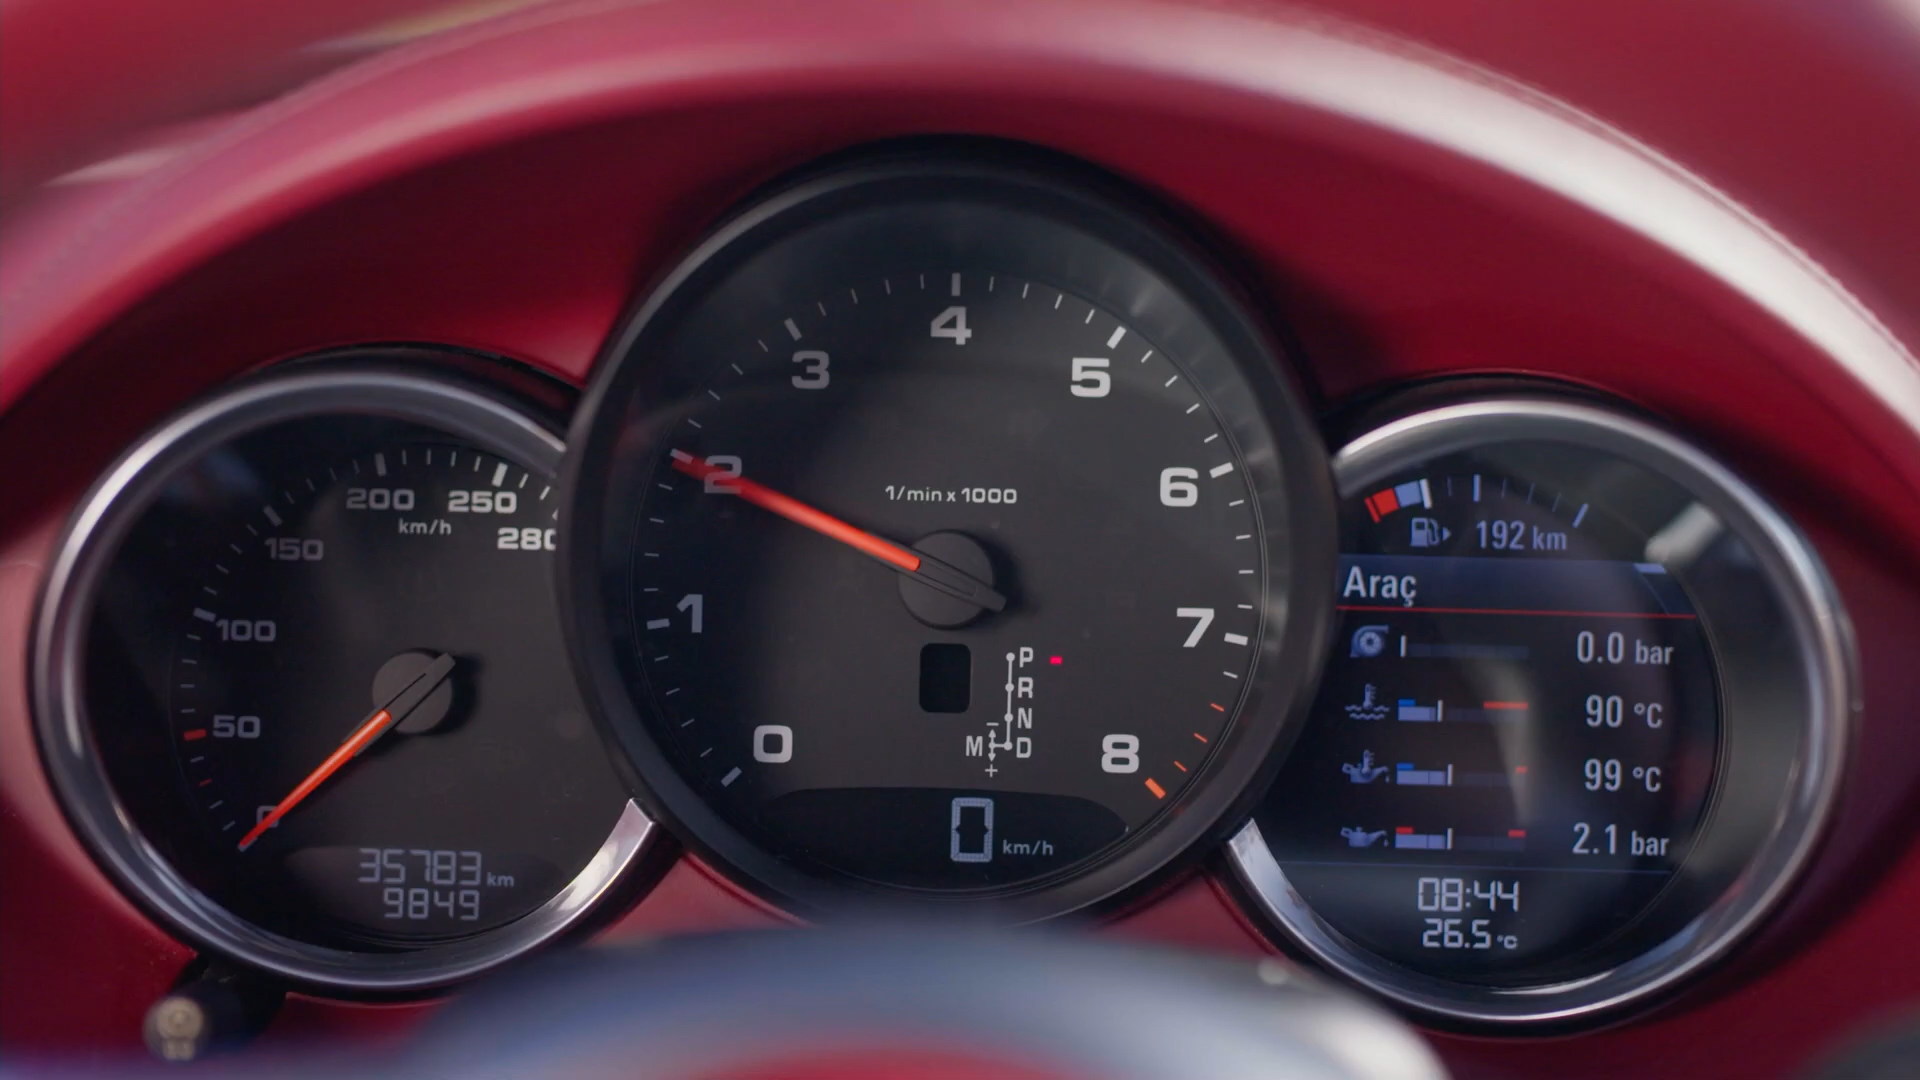 200 250
km/h
280
150
100
50
0
35783 km
9849
4
3 5
2 6
1/min x 1000
1 7
0 8
P
R
N
M D
-
+
0 km/h
192 km
Araç
0.0 bar
90 °C
99 °C
2.1 bar
08:44
26.5 °C